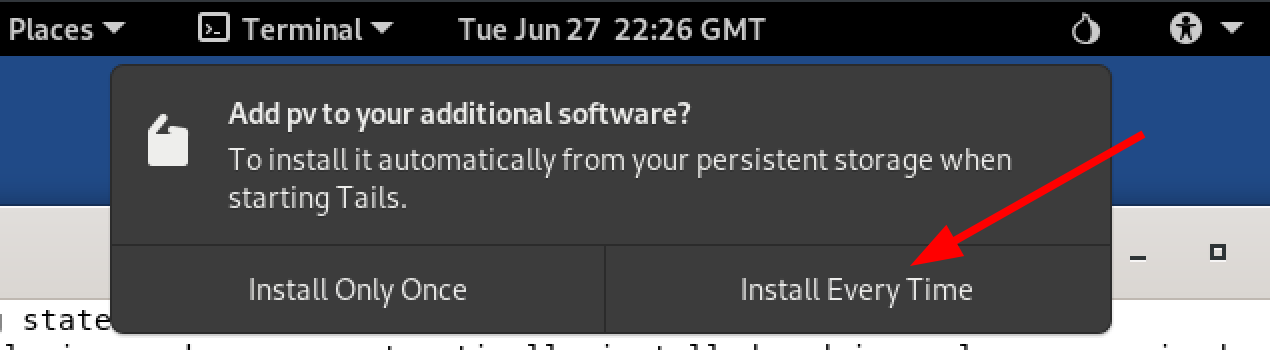 Places Terminal Tue Jun 27 22:26 GMT
Add pv to your additional software?
To install it automatically from your persistent storage when
starting Tails.
Install Only Once Install Every Time
state